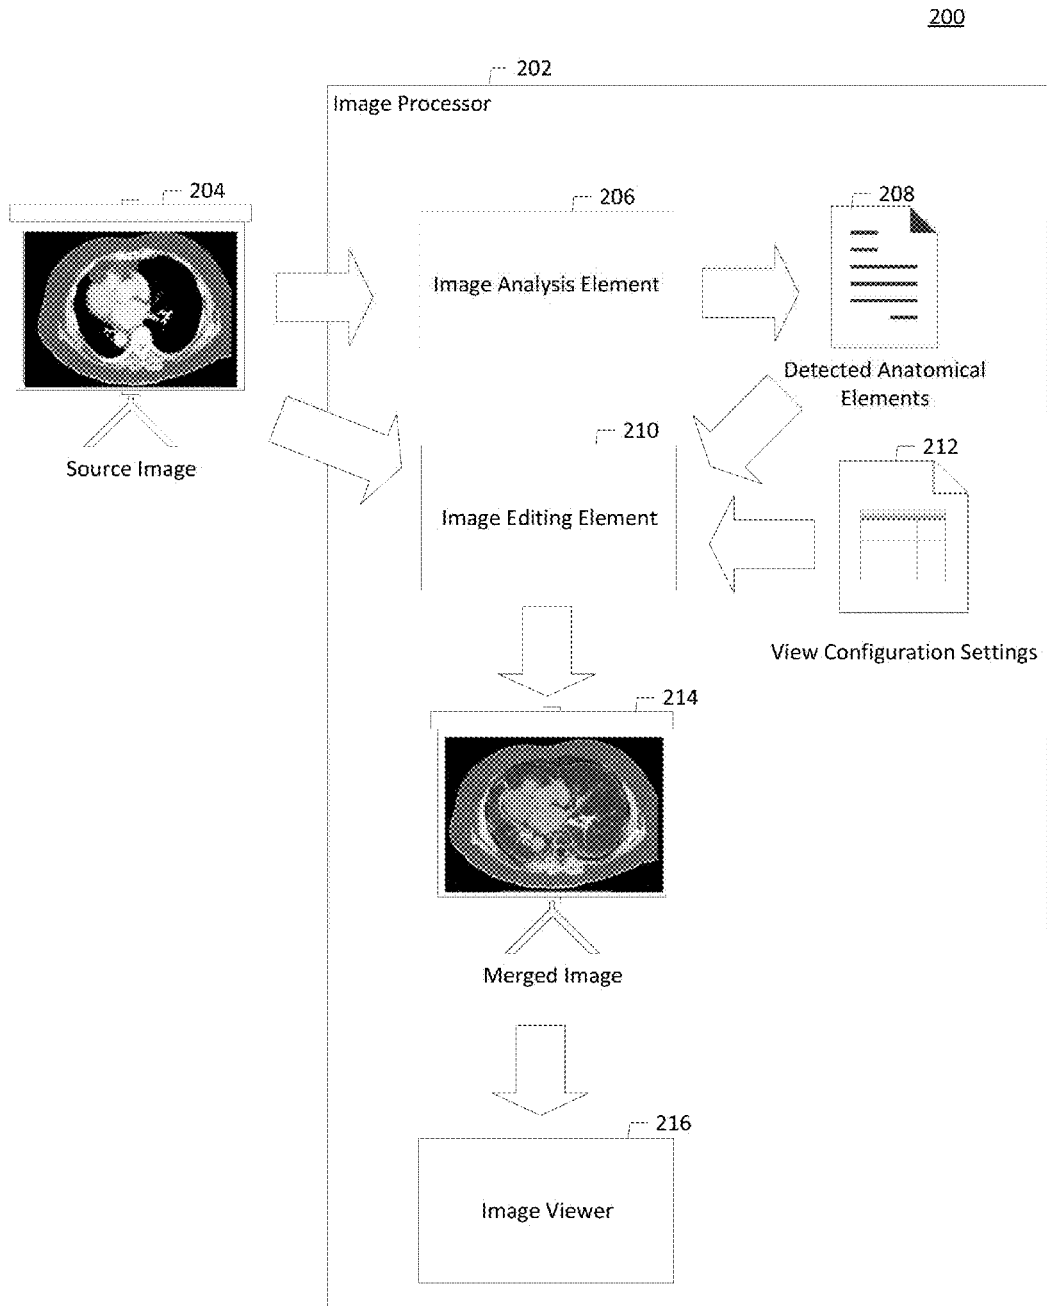 200
202
Image Processor
204
206
208
Image Analysis Element
Detected Anatomical
Elements
Source Image
210
212
Image Editing Element
View Configuration Settings
214
Merged Image
216
Image Viewer